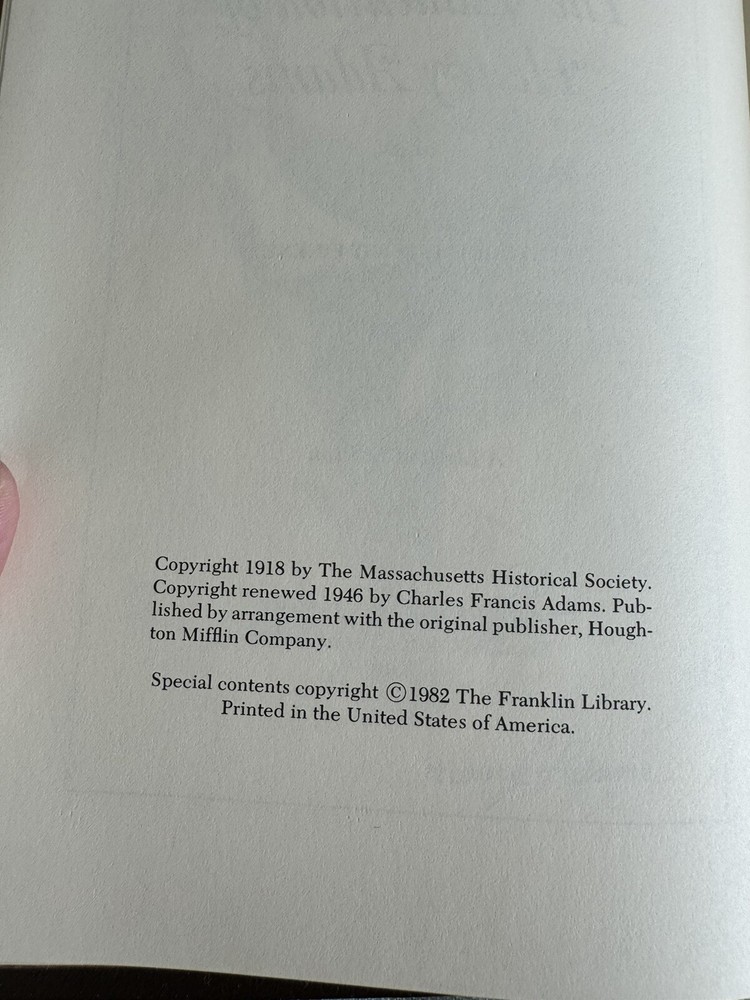 Copyright 1918 by The Massachusetts Historical Society.
Copyright renewed 1946 by Charles Francis Adams. Pub-
lished by arrangement with the original publisher, Hough-
ton Mifflin Company.
Special contents copyright ©1982 The Franklin Library.
Printed in the United States of America.